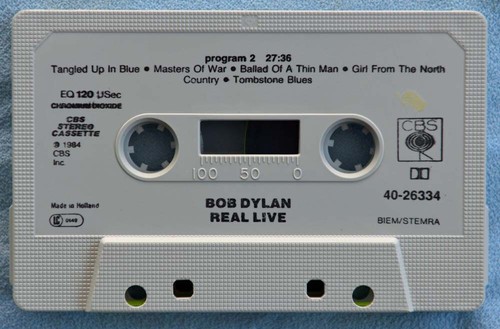 program 2 27:36
Tangled Up In Blue • Masters Of War • Ballad Of A Thin Man • Girl From The North
Country • Tombstone Blues
EQ 120 µSec
CHROMIUMDIOXIDE
CBS
STEREO
CASSETTE
℗ 1984
CBS
Inc.
CBS
100 50 0
40-26334
BOB DYLAN
REAL LIVE
Made in Holland
BIEM/STEMRA